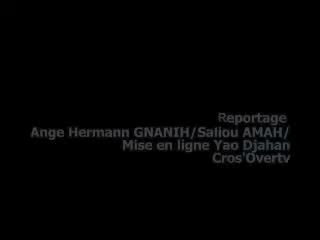 Reportage
Ange Hermann GNANIH/Saliou AMAH/
Mise en ligne Yao Djahan
Cros'Overtv